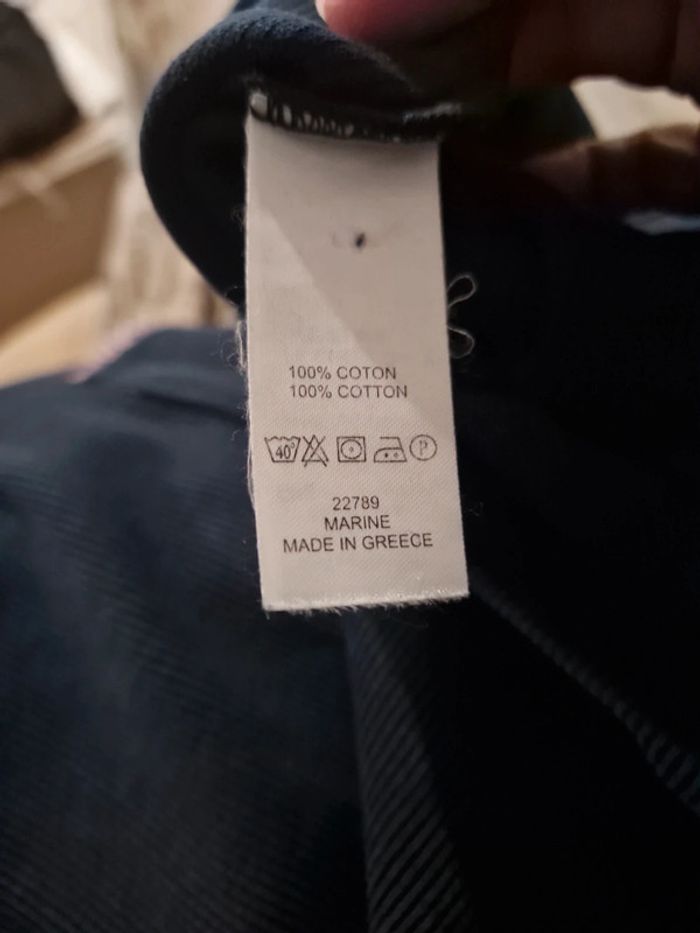 100% COTON
100% COTTON
40° P
22789
MARINE
MADE IN GREECE